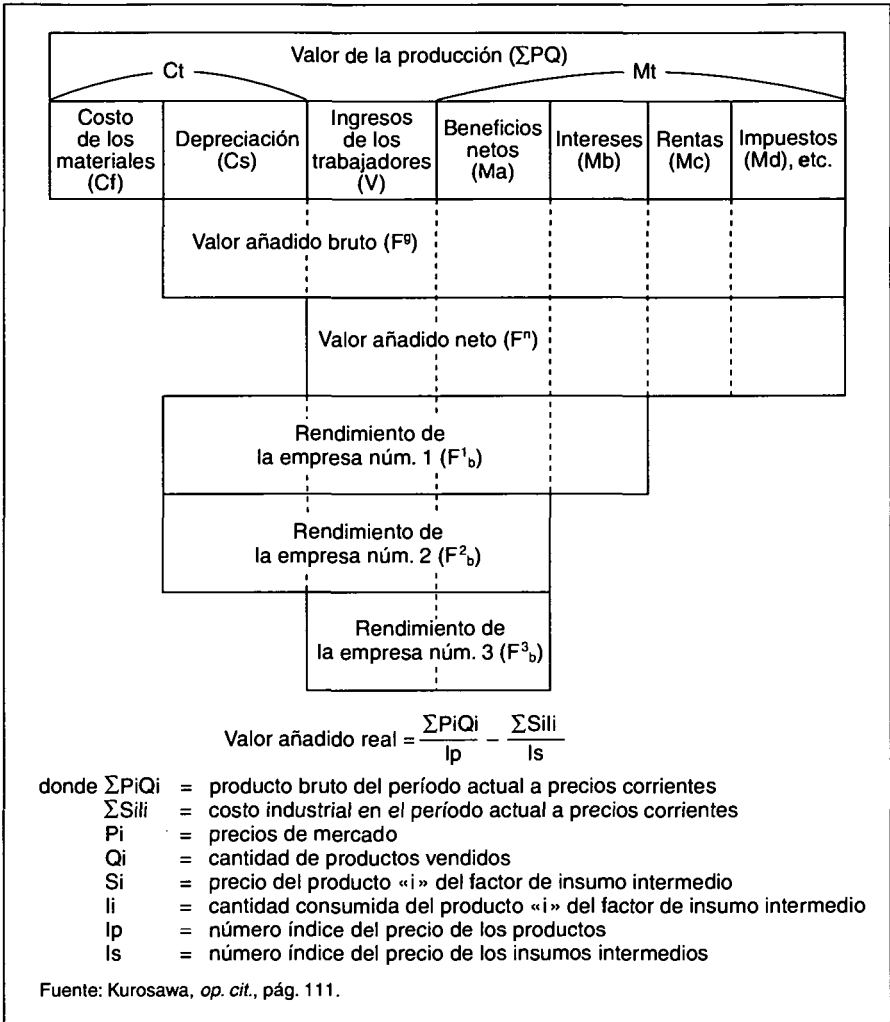 Valor de la producción (∑PQ)
Ct
Mt
Costo
de los
materiales
(Cf)
Depreciación
(Cs)
Ingresos
de los
trabajadores
(V)
Beneficios
netos
(Ma)
Intereses
(Mb)
Rentas
(Mc)
Impuestos
(Md), etc.
Valor añadido bruto (Fᵍ)
Valor añadido neto (Fⁿ)
Rendimiento de
la empresa núm. 1 (F¹b)
Rendimiento de
la empresa núm. 2 (F²b)
Rendimiento de
la empresa núm. 3 (F³b)
Valor añadido real = ∑PiQi / Ip − ∑SiIi / Is
donde ∑PiQi = producto bruto del período actual a precios corrientes
∑SiIi = costo industrial en el período actual a precios corrientes
Pi = precios de mercado
Qi = cantidad de productos vendidos
Si = precio del producto «i» del factor de insumo intermedio
Ii = cantidad consumida del producto «i» del factor de insumo intermedio
Ip = número índice del precio de los productos
Is = número índice del precio de los insumos intermedios
Fuente: Kurosawa, op. cit., pág. 111.